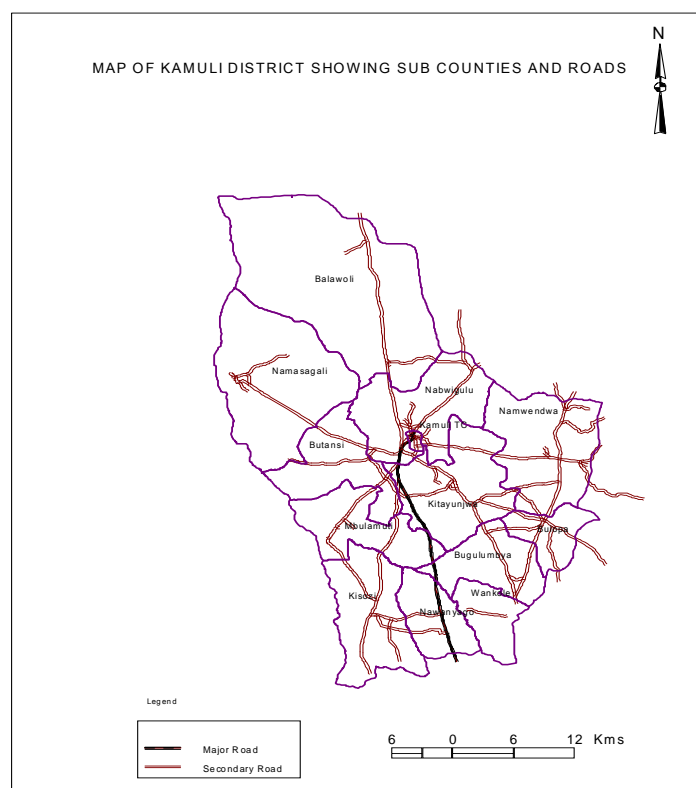 N
MAP OF KAMULI DISTRICT SHOWING SUB COUNTIES AND ROADS
Balawoli
Namasagali
Nabwigulu
Namwendwa
Kamuli TC
Butansi
Kitayunjwa
Mbulamuti
Bulopa
Bugulumbya
Wankole
Kisozi
Nawanyago
Legend
6 0 6 12 Kms
Major Road
Secondary Road